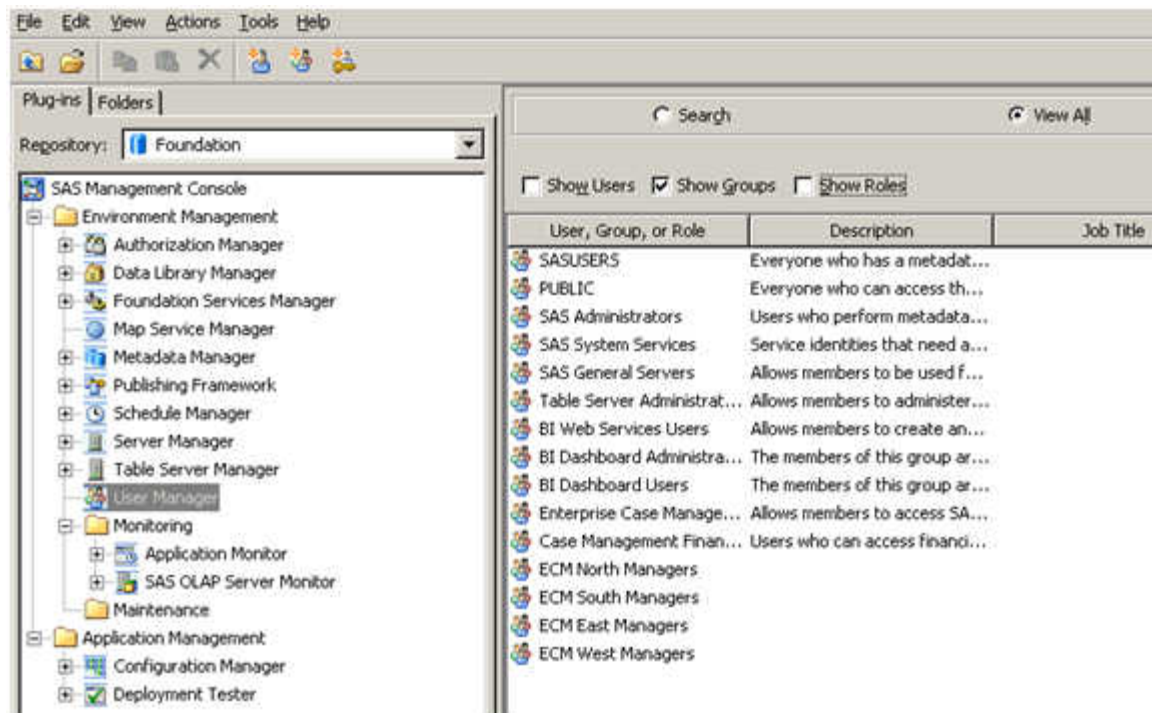 File Edit View Actions Tools Help
Plug-ins Folders
Repository: Foundation
SAS Management Console
Environment Management
Authorization Manager
Data Library Manager
Foundation Services Manager
Map Service Manager
Metadata Manager
Publishing Framework
Schedule Manager
Server Manager
Table Server Manager
User Manager
Monitoring
Application Monitor
SAS OLAP Server Monitor
Maintenance
Application Management
Configuration Manager
Deployment Tester
Search View All
Show Users Show Groups Show Roles
User, Group, or Role Description Job Title
SASUSERS Everyone who has a metadat...
PUBLIC Everyone who can access th...
SAS Administrators Users who perform metadata...
SAS System Services Service identities that need a...
SAS General Servers Allows members to be used f...
Table Server Administrat... Allows members to administer...
BI Web Services Users Allows members to create an...
BI Dashboard Administra... The members of this group ar...
BI Dashboard Users The members of this group ar...
Enterprise Case Manage... Allows members to access SA...
Case Management Finan... Users who can access financi...
ECM North Managers
ECM South Managers
ECM East Managers
ECM West Managers